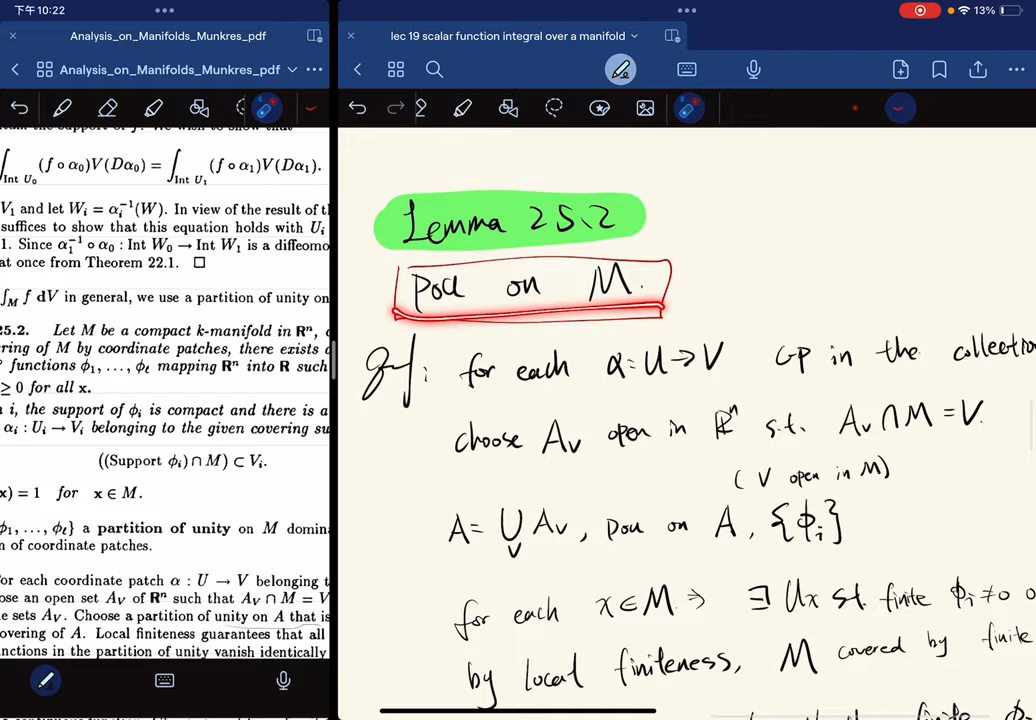 下午10:22
13%
Analysis_on_Manifolds_Munkres_pdf
lec 19 scalar function integral over a manifold
Analysis_on_Manifolds_Munkres_pdf
∫Int U₀ (f ∘ α₀)V(Dα₀) = ∫Int U₁ (f ∘ α₁)V(Dα₁).
V₁ and let Wᵢ = αᵢ⁻¹(W). In view of the result of t
suffices to show that this equation holds with Uᵢ
1. Since α₁⁻¹ ∘ α₀ : Int W₀ → Int W₁ is a diffeomo
at once from Theorem 22.1. □
∫M f dV in general, we use a partition of unity on
25.2. Let M be a compact k-manifold in Rⁿ,
ring of M by coordinate patches, there exists
functions ϕ₁, . . . , ϕℓ mapping Rⁿ into R such
≥ 0 for all x.
i, the support of ϕᵢ is compact and there is a
αᵢ : Uᵢ → Vᵢ belonging to the given covering su
((Support ϕᵢ) ∩ M) ⊂ Vᵢ.
x) = 1 for x ∈ M.
ϕ₁, . . . , ϕℓ} a partition of unity on M domin
n of coordinate patches.
or each coordinate patch α : U → V belonging t
ose an open set A_V of Rⁿ such that A_V ∩ M = V
e sets A_V. Choose a partition of unity on A that is
overing of A. Local finiteness guarantees that all
nctions in the partition of unity vanish identically
Lemma 25.2
pou on M.
for each α: U → V cp in the collection
choose Av open in ℝⁿ s.t. Av ∩ M = V.
(V open in M)
A = ⋃v Av, pou on A, {ϕᵢ}
for each x ∈ M ⇒ ∃ Ux st. finite ϕᵢ ≠ 0
by local finiteness, M covered by finite
finite